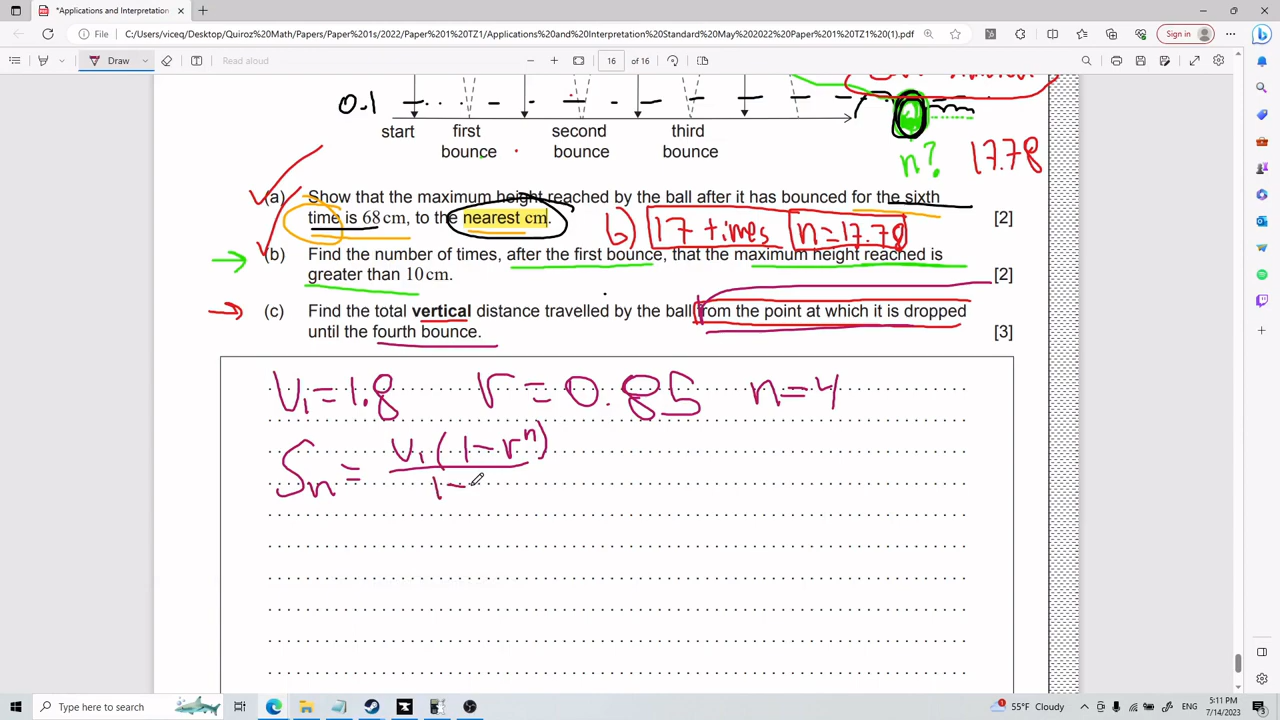 *Applications and Interpretation
File
C:/Users/viceq/Quiroz%20Math/Papers/Paper%201s/2022/Paper%201%20TZ1/Applications%20and%20Interpretation%20Standard%20May%202022%20Paper%201%20TZ1%20(1).pdf
Sign in
Draw
Read aloud
16 of 16
0.1
start first second third
bounce bounce bounce
n? 17.78
(a) Show that the maximum height reached by the ball after it has bounced for the sixth
time is 68 cm, to the nearest cm. [2]
b) 17 times n=17.78
(b) Find the number of times, after the first bounce, that the maximum height reached is
greater than 10 cm. [2]
(c) Find the total vertical distance travelled by the ball from the point at which it is dropped
until the fourth bounce. [3]
U1=1.8 r=0.85 n=4
Sn= U1(1-r^n)
1-
Type here to search
55°F Cloudy
5:11 PM
7/14/2023